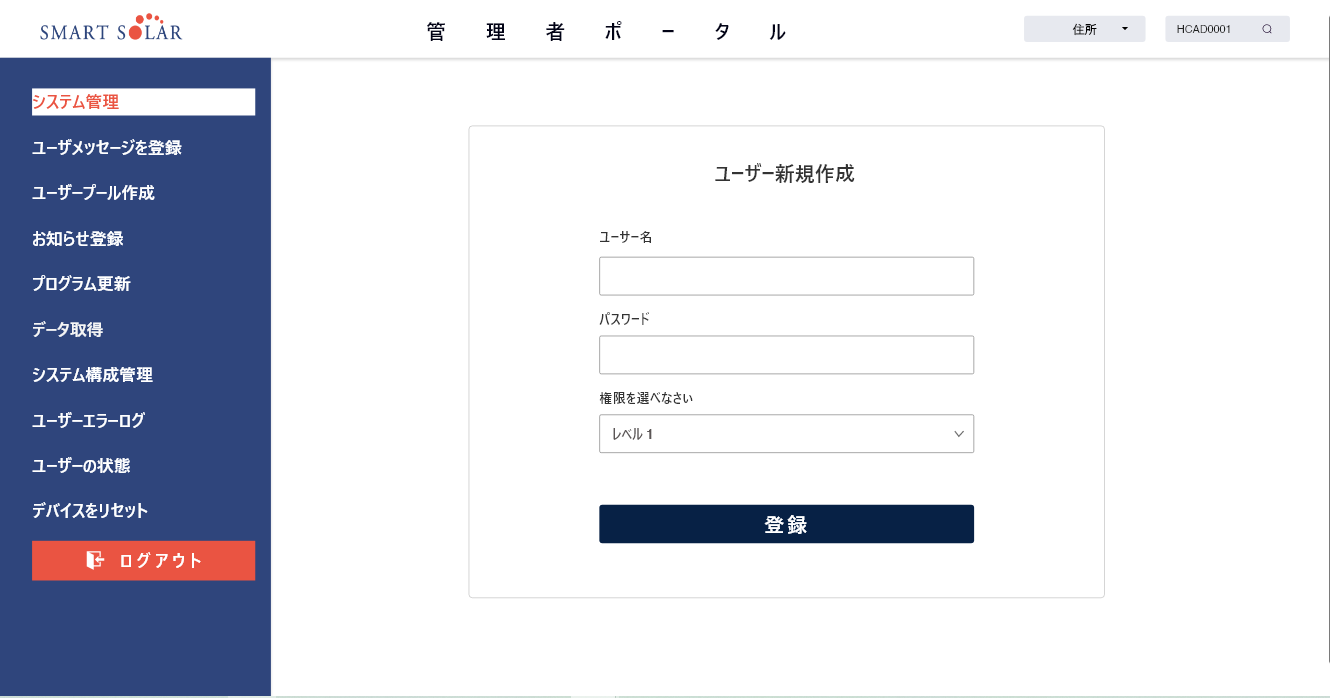 SMART SOLAR
管理者ポータル
住所
HCAD0001
システム管理
ユーザメッセージを登録
ユーザープール作成
お知らせ登録
プログラム更新
データ取得
システム構成管理
ユーザーエラーログ
ユーザーの状態
デバイスをリセット
ログアウト
ユーザー新規作成
ユーサー名
パスワード
権限を選べなさい
レベル 1
登録